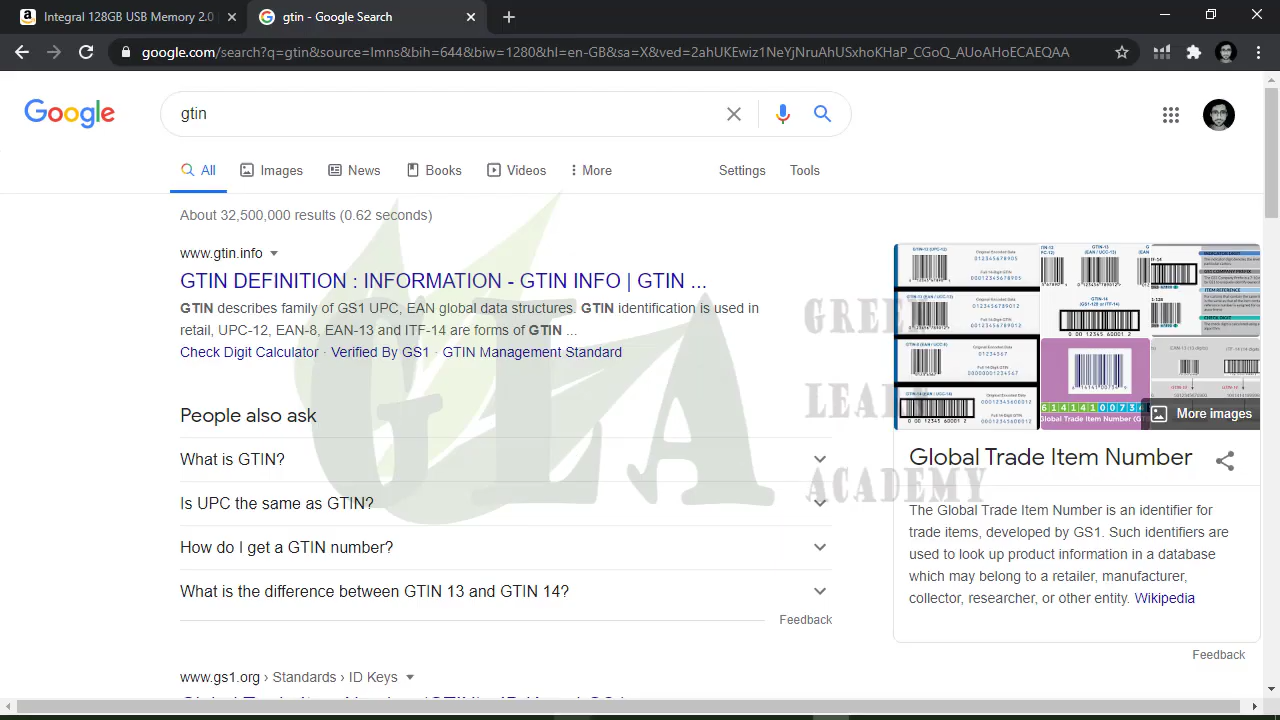 Integral 128GB USB Memory 2.0
gtin - Google Search
google.com/search?q=gtin&source=lmns&bih=644&biw=1280&hl=en-GB&sa=X&ved=2ahUKEwiz1NeYjNruAhUSxhoKHaP_CGoQ_AUoAHoECAEQAA
Google
gtin
All
Images
News
Books
Videos
More
Settings
Tools
About 32,500,000 results (0.62 seconds)
www.gtin.info
GTIN DEFINITION : INFORMATION - GTIN INFO | GTIN ...
GTIN describes family of GS1
EAN global data structures. GTIN identification is used in
retail, UPC-12, EAN-8, EAN-13 and ITF-14 are forms of GTIN ...
Check Digit Calculator · Verified By GS1 · GTIN Management Standard
People also ask
What is GTIN?
Is UPC the same as GTIN?
How do I get a GTIN number?
What is the difference between GTIN 13 and GTIN 14?
Feedback
www.gs1.org › Standards › ID Keys
GREEN
LEARN
ACADEMY
GLA
More images
Global Trade Item Number
The Global Trade Item Number is an identifier for
trade items, developed by GS1. Such identifiers are
used to look up product information in a database
which may belong to a retailer, manufacturer,
collector, researcher, or other entity. Wikipedia
Feedback